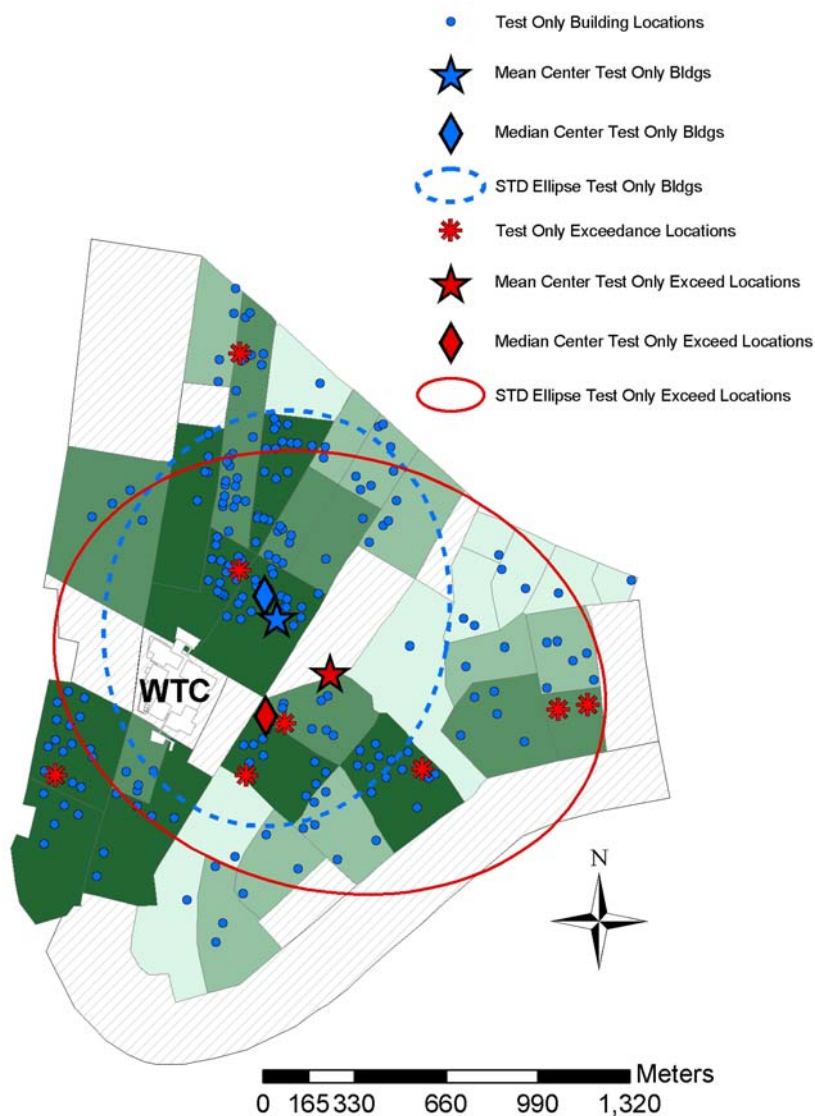 Test Only Building Locations
Mean Center Test Only Bldgs
Median Center Test Only Bldgs
STD Ellipse Test Only Bldgs
Test Only Exceedance Locations
Mean Center Test Only Exceed Locations
Median Center Test Only Exceed Locations
STD Ellipse Test Only Exceed Locations
WTC
N
Meters
0 165 330 660 990 1,320